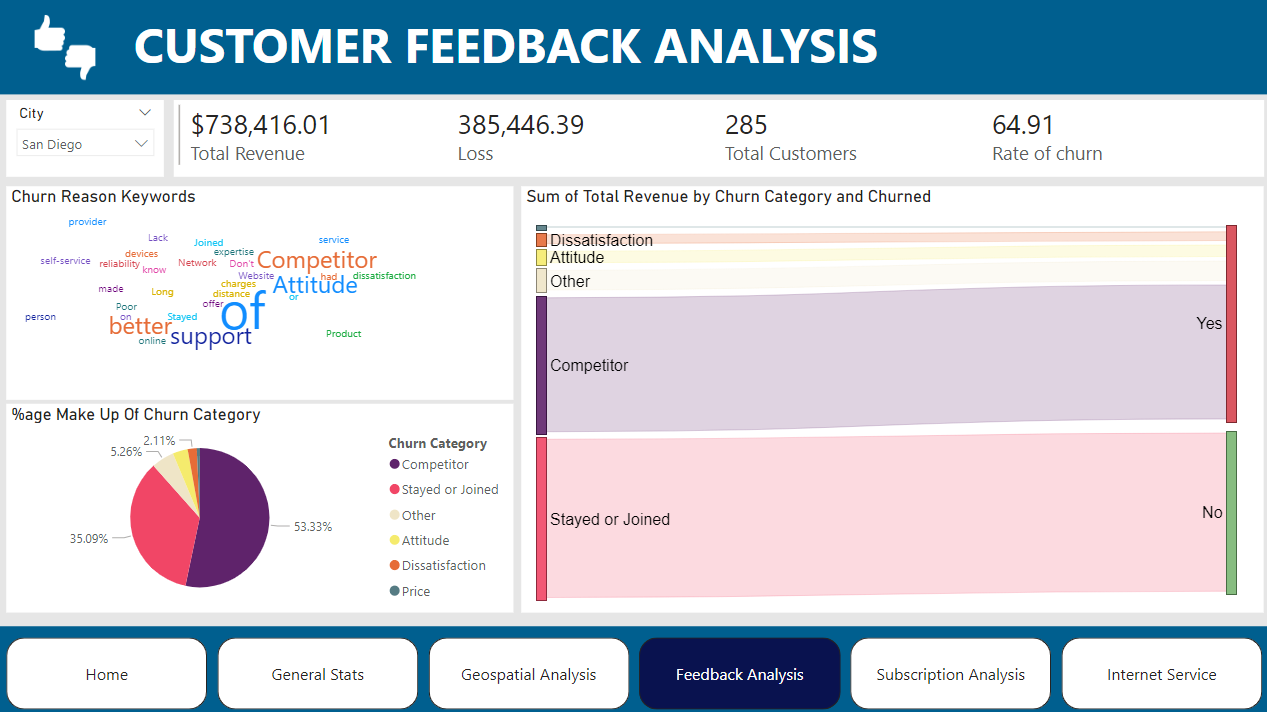 CUSTOMER FEEDBACK ANALYSIS
City
San Diego
$738,416.01
Total Revenue
385,446.39
Loss
285
Total Customers
64.91
Rate of churn
Churn Reason Keywords
provider
Lack
Joined
service
expertise
devices
self-service
reliability
know
Network
Don't
Competitor
Website
had
dissatisfaction
made
Long
charges
Attitude
distance
or
offer
Poor
on
person
Stayed
of
better
support
online
Product
%age Make Up Of Churn Category
2.11%
5.26%
35.09%
53.33%
Churn Category
Competitor
Stayed or Joined
Other
Attitude
Dissatisfaction
Price
Sum of Total Revenue by Churn Category and Churned
Dissatisfaction
Attitude
Other
Competitor
Stayed or Joined
Yes
No
Home
General Stats
Geospatial Analysis
Feedback Analysis
Subscription Analysis
Internet Service